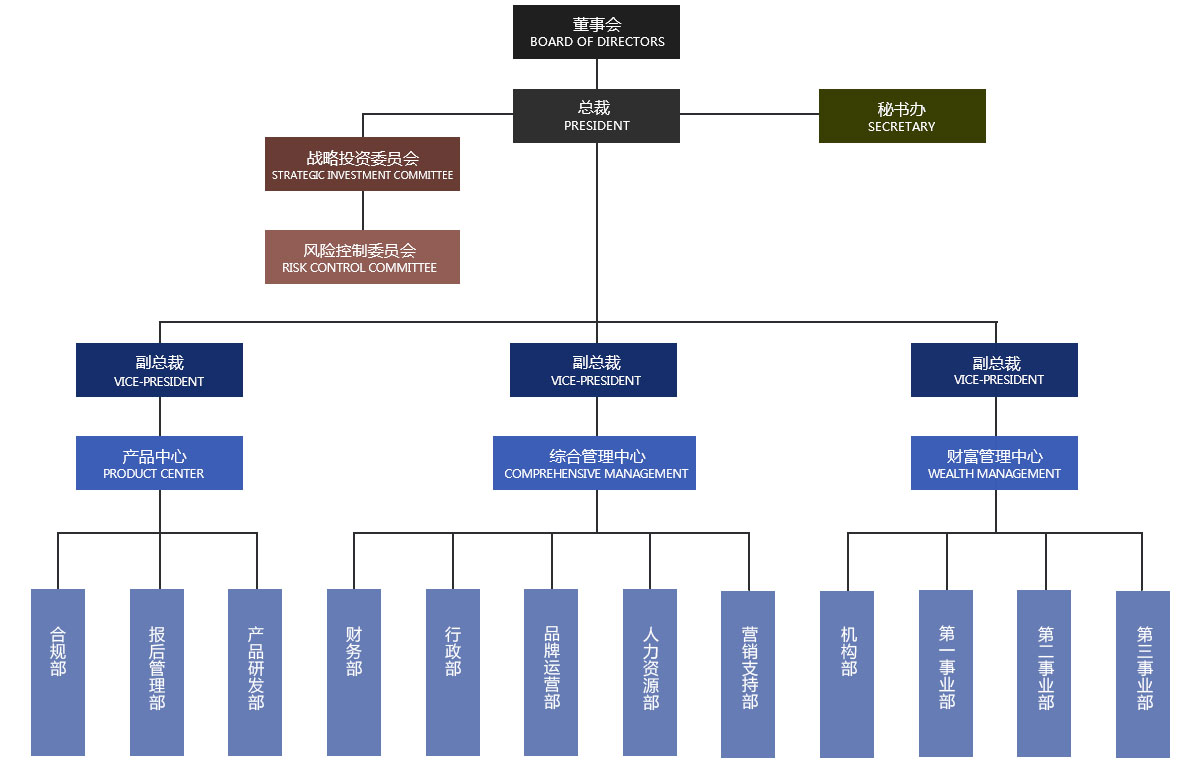 董事会
BOARD OF DIRECTORS
总裁
PRESIDENT
秘书办
SECRETARY
战略投资委员会
STRATEGIC INVESTMENT COMMITTEE
风险控制委员会
RISK CONTROL COMMITTEE
副总裁
VICE-PRESIDENT
副总裁
VICE-PRESIDENT
副总裁
VICE-PRESIDENT
产品中心
PRODUCT CENTER
综合管理中心
COMPREHENSIVE MANAGEMENT
财富管理中心
WEALTH MANAGEMENT
合规部
报后管理部
产品研发部
财务部
行政部
品牌运营部
人力资源部
营销支持部
机构部
第一事业部
第二事业部
第三事业部